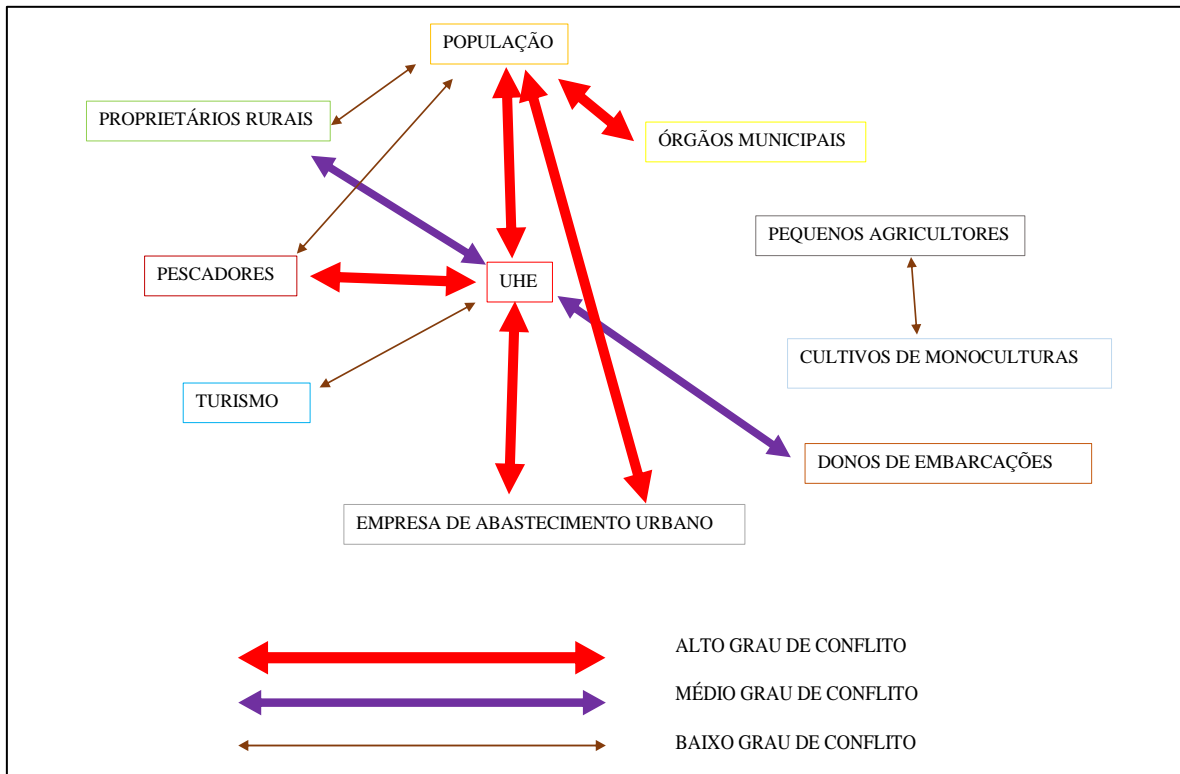 POPULAÇÃO
PROPRIETÁRIOS RURAIS
ÓRGÃOS MUNICIPAIS
PEQUENOS AGRICULTORES
PESCADORES
UHE
CULTIVOS DE MONOCULTURAS
TURISMO
DONOS DE EMBARCAÇÕES
EMPRESA DE ABASTECIMENTO URBANO
ALTO GRAU DE CONFLITO
MÉDIO GRAU DE CONFLITO
BAIXO GRAU DE CONFLITO